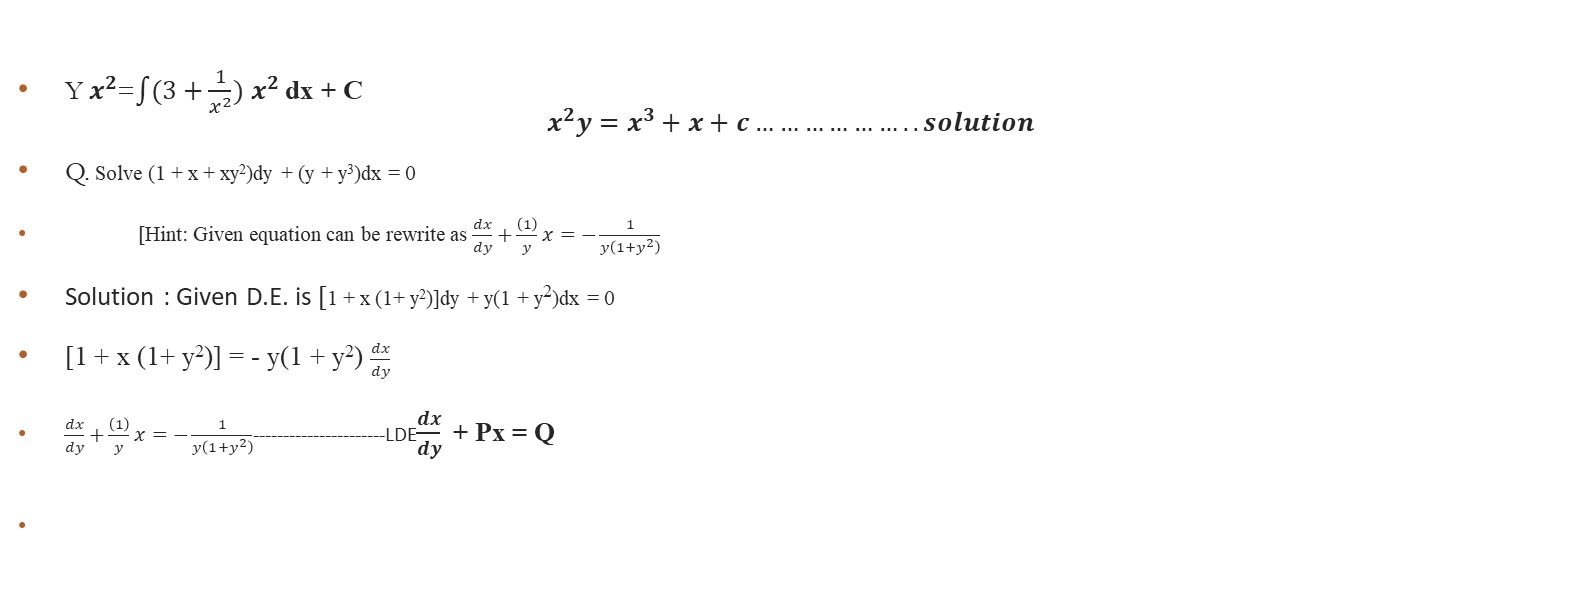 • Y x²=∫(3 + 1/x²) x² dx + C
x²y = x³ + x + c … … … … … … . . solution
• Q. Solve (1 + x + xy²)dy + (y + y³)dx = 0
• [Hint: Given equation can be rewrite as dx/dy + (1)/y x = − 1/y(1+y²)
• Solution : Given D.E. is [1 + x (1+ y²)]dy + y(1 + y²)dx = 0
• [1 + x (1+ y²)] = - y(1 + y²) dx/dy
• dx/dy + (1)/y x = − 1/y(1+y²)----------------------LDE dx/dy + Px = Q
•